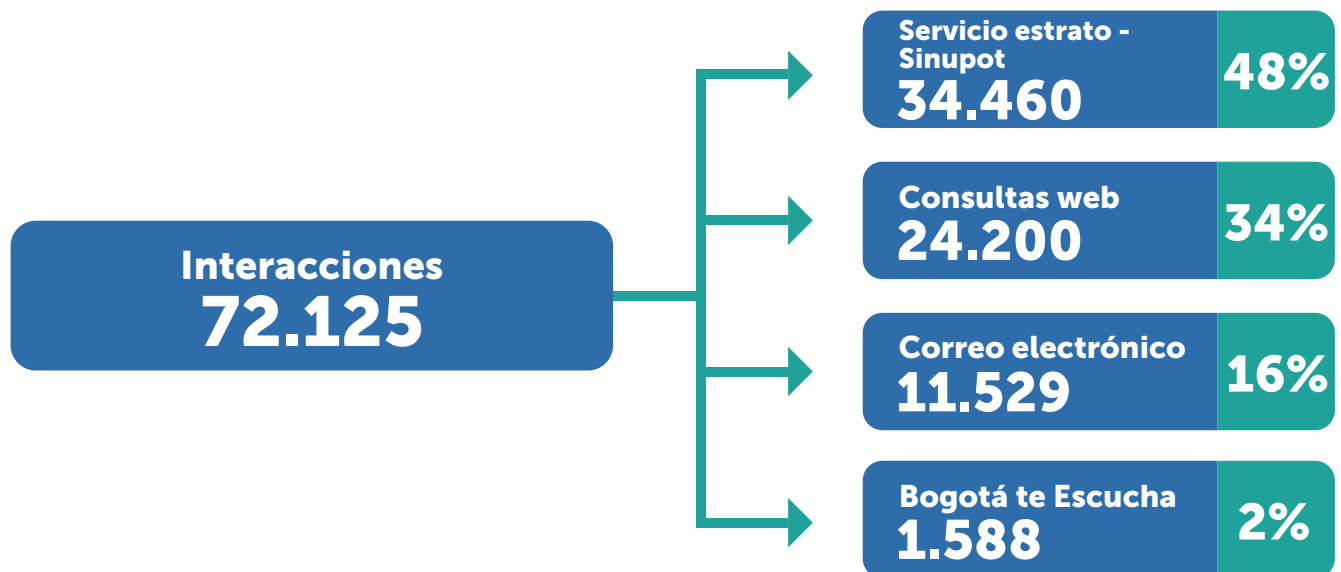 Interacciones
72.125
Servicio estrato -
Sinupot
34.460
48%
Consultas web
24.200
34%
Correo electrónico
11.529
16%
Bogotá te Escucha
1.588
2%